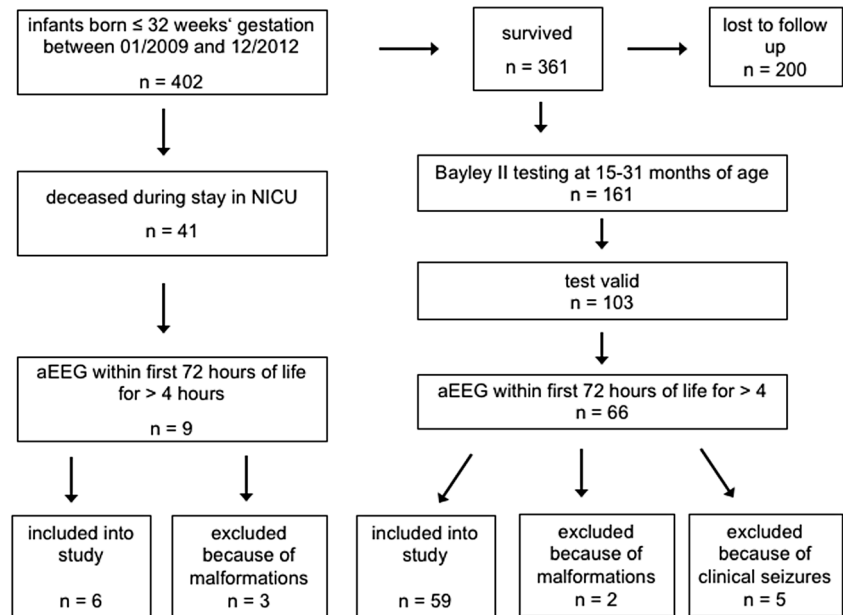 infants born ≤ 32 weeks‘ gestation
between 01/2009 and 12/2012
n = 402
survived
n = 361
lost to follow
up
n = 200
deceased during stay in NICU
n = 41
Bayley II testing at 15-31 months of age
n = 161
test valid
n = 103
aEEG within first 72 hours of life
for > 4 hours
n = 9
aEEG within first 72 hours of life for > 4
n = 66
included into
study
n = 6
excluded
because of
malformations
n = 3
included into
study
n = 59
excluded
because of
malformations
n = 2
excluded
because of
clinical seizures
n = 5